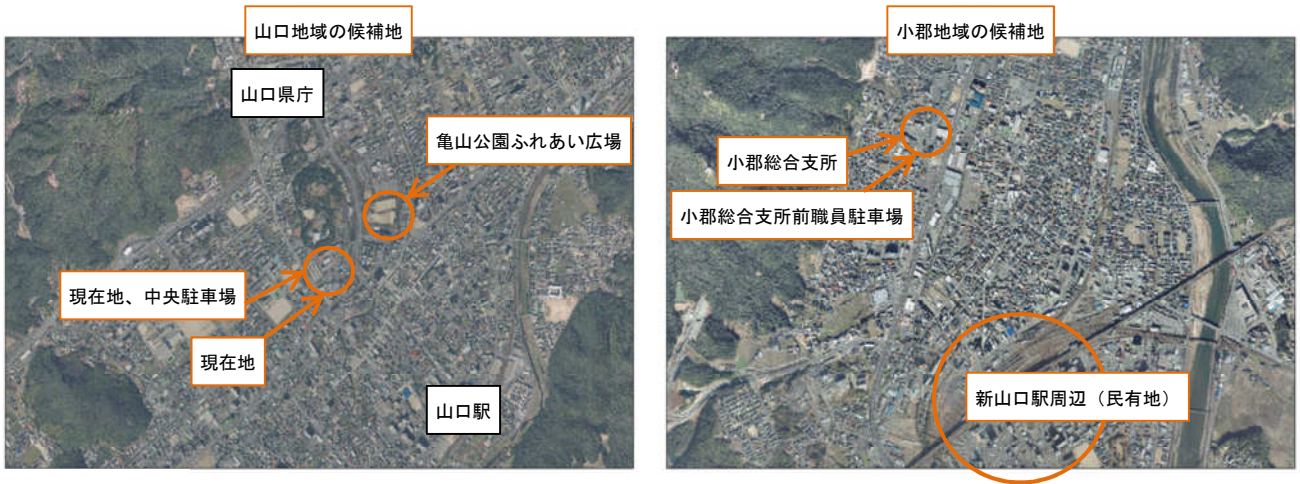 山口地域の候補地
山口県庁
亀山公園ふれあい広場
現在地、中央駐車場
現在地
山口駅
小郡地域の候補地
小郡総合支所
小郡総合支所前職員駐車場
新山口駅周辺（民有地）